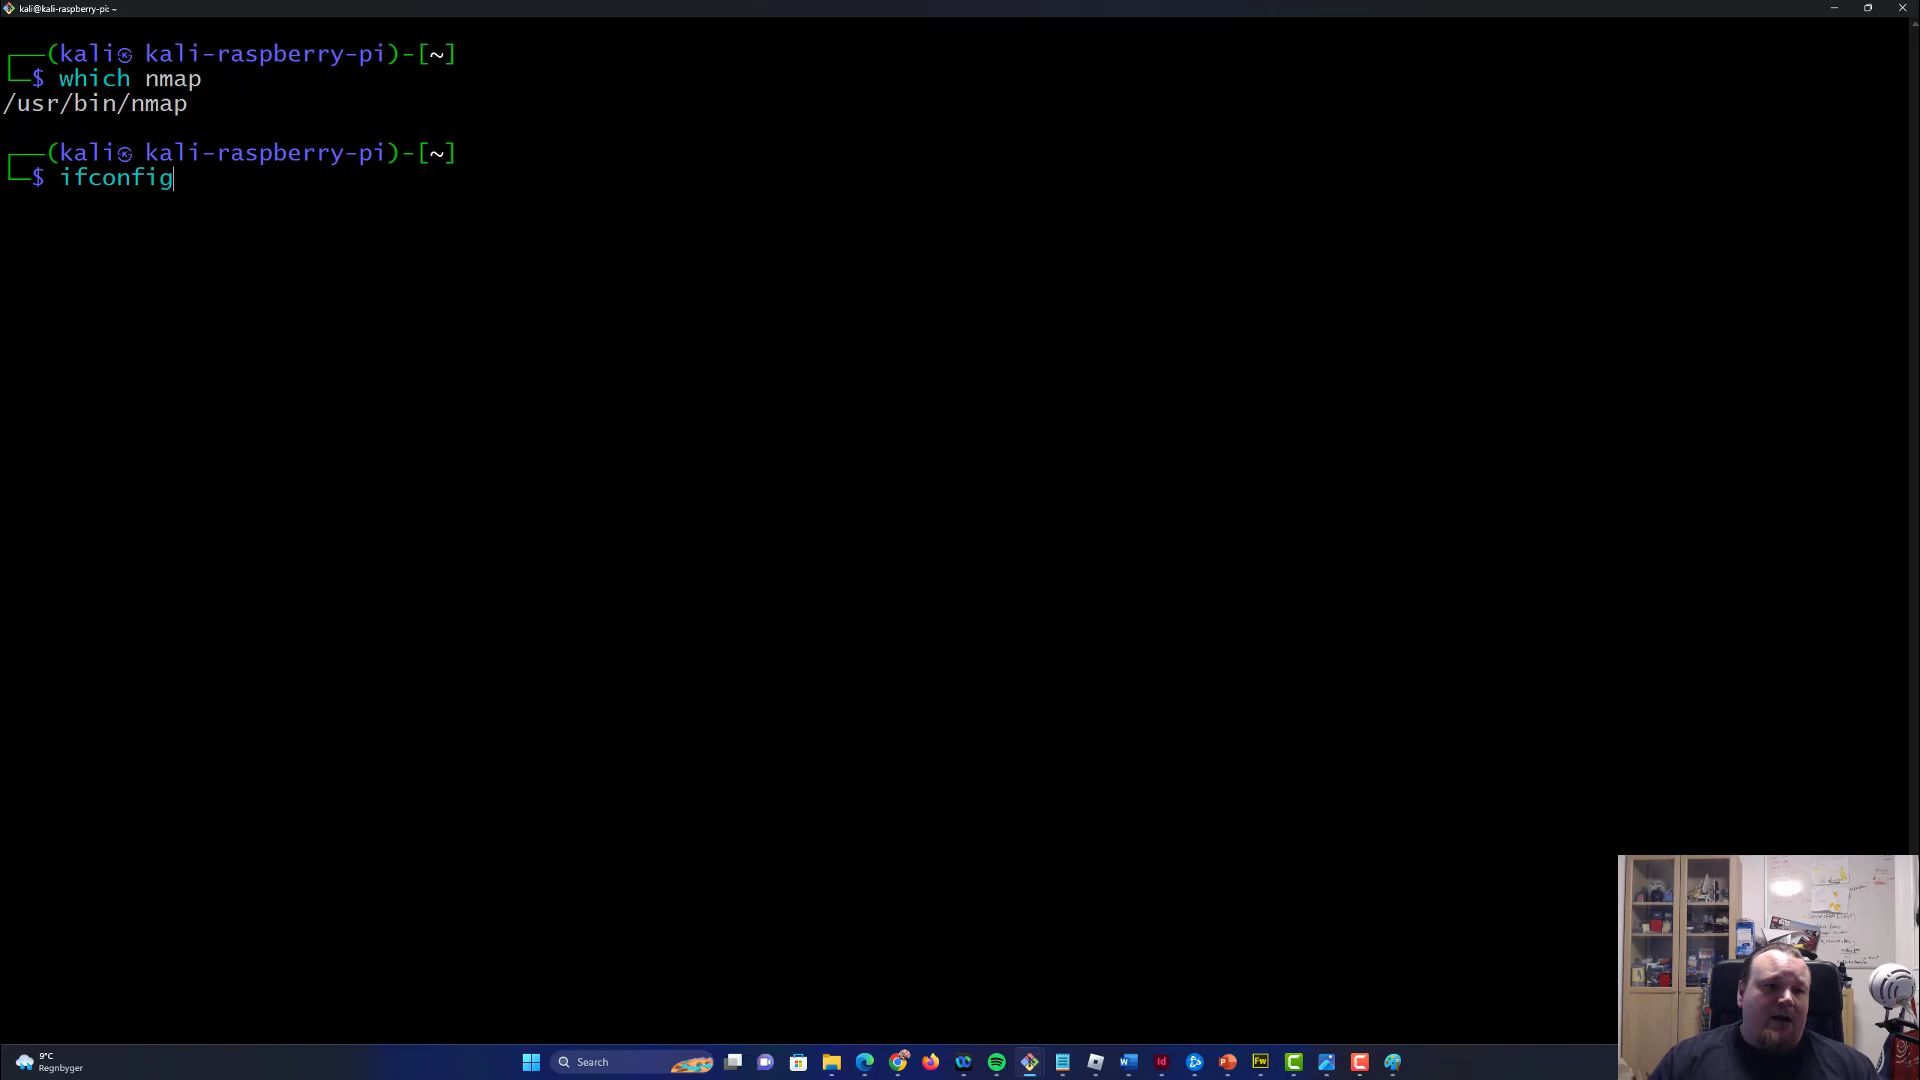 kali@kali-raspberry-pi: ~
┌──(kali㉿ kali-raspberry-pi)-[~]
└─$ which nmap
/usr/bin/nmap
┌──(kali㉿ kali-raspberry-pi)-[~]
└─$ ifconfig
9°C
Regnbyger
Search